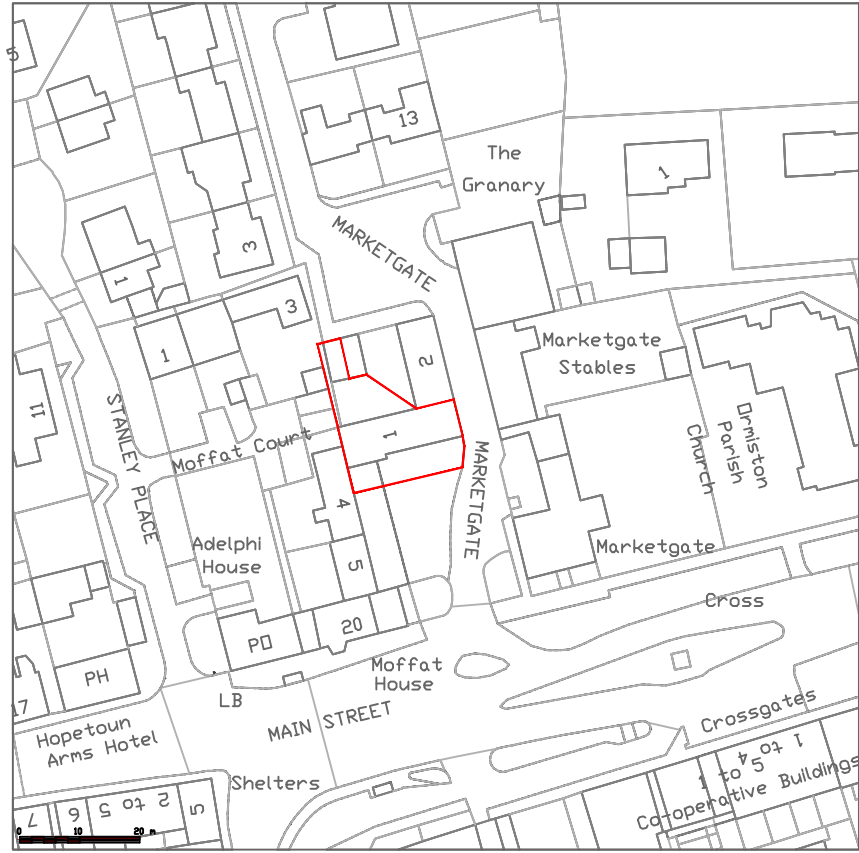 5
13
The
Granary
MARKETGATE
3
1
3
1
2
Marketgate
Stables
11
STANLEY PLACE
Moffat Court
1
MARKETGATE
Ormiston
Parish
Church
4
Adelphi
House
5
Marketgate
1
Cross
PO
20
Moffat
House
PH
17
LB
MAIN STREET
Hopetoun
Arms Hotel
Crossgates
Shelters
1 to 4
1 to 5
Co-operative Buildings
7
6
2 to 5
5
0 10 20 m